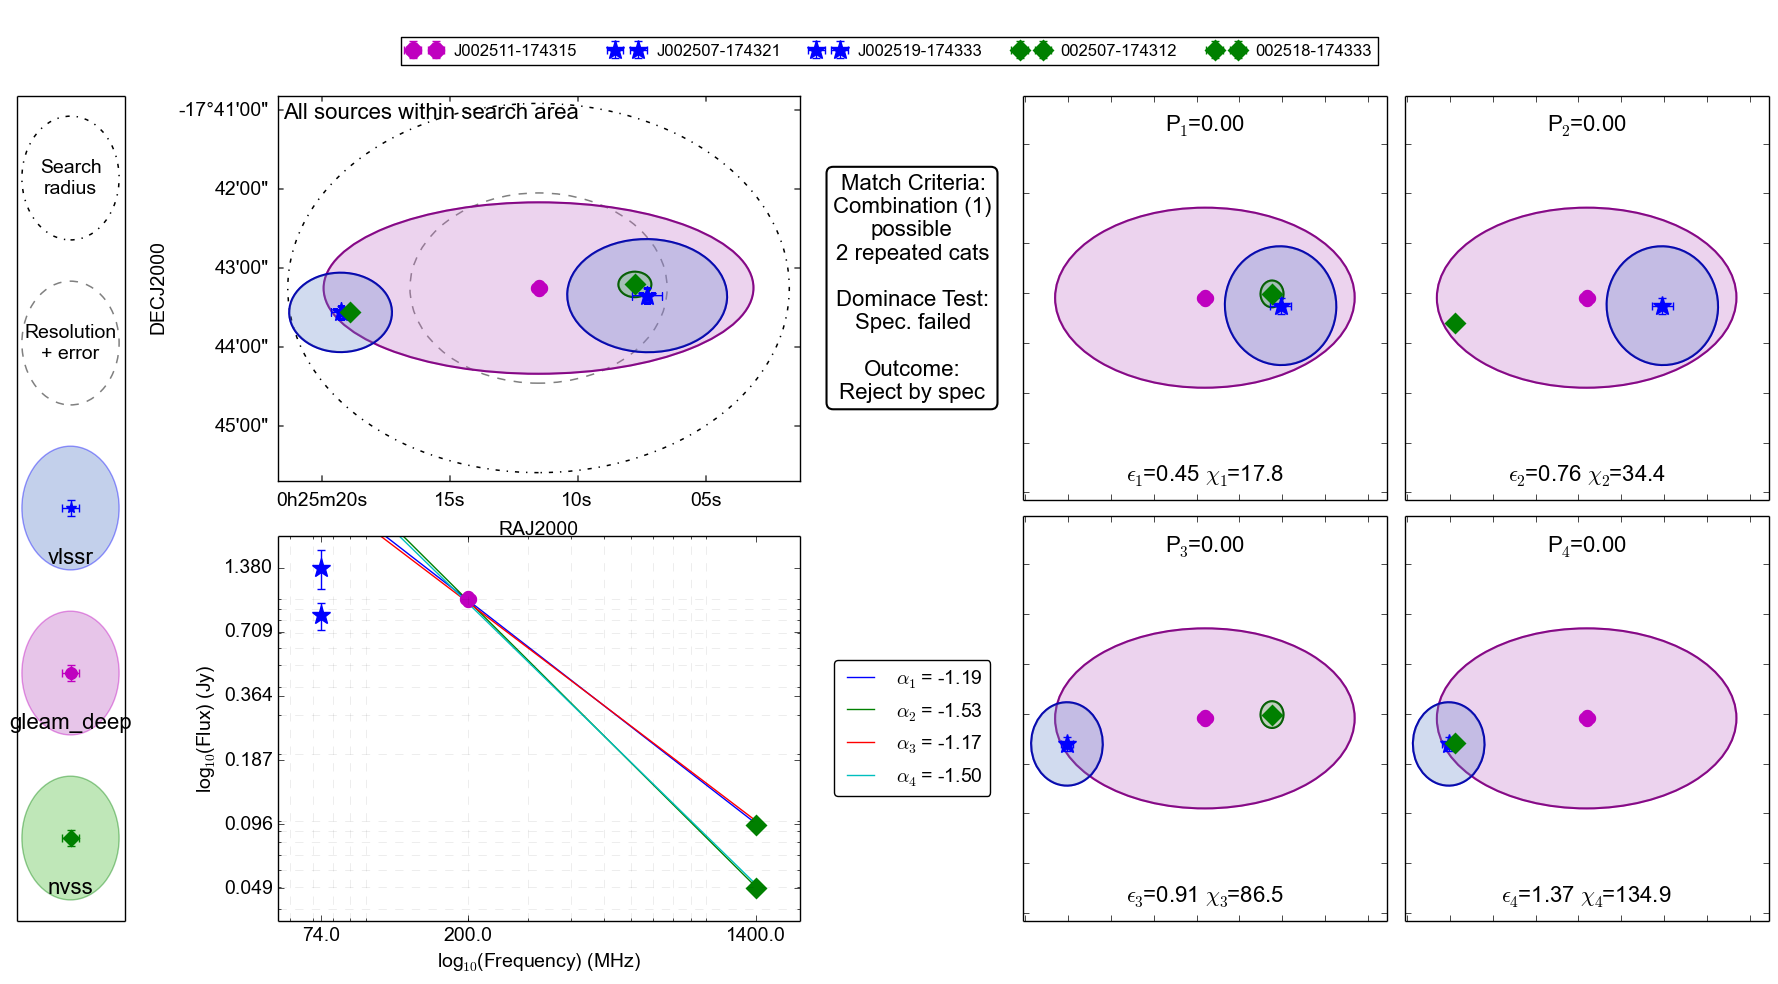 J002511-174315 J002507-174321 J002519-174333 002507-174312 002518-174333
Search
radius
Resolution
+ error
vlssr
gleam_deep
nvss
All sources within search area
DECJ2000
-17°41'00"
42'00"
43'00"
44'00"
45'00"
0h25m20s 15s 10s 05s
RAJ2000
Match Criteria:
Combination (1)
possible
2 repeated cats
Dominace Test:
Spec. failed
Outcome:
Reject by spec
P₁=0.00
ϵ₁=0.45 χ₁=17.8
P₂=0.00
ϵ₂=0.76 χ₂=34.4
log₁₀(Flux) (Jy)
1.380
0.709
0.364
0.187
0.096
0.049
74.0 200.0 1400.0
log₁₀(Frequency) (MHz)
α₁ = -1.19
α₂ = -1.53
α₃ = -1.17
α₄ = -1.50
P₃=0.00
ϵ₃=0.91 χ₃=86.5
P₄=0.00
ϵ₄=1.37 χ₄=134.9